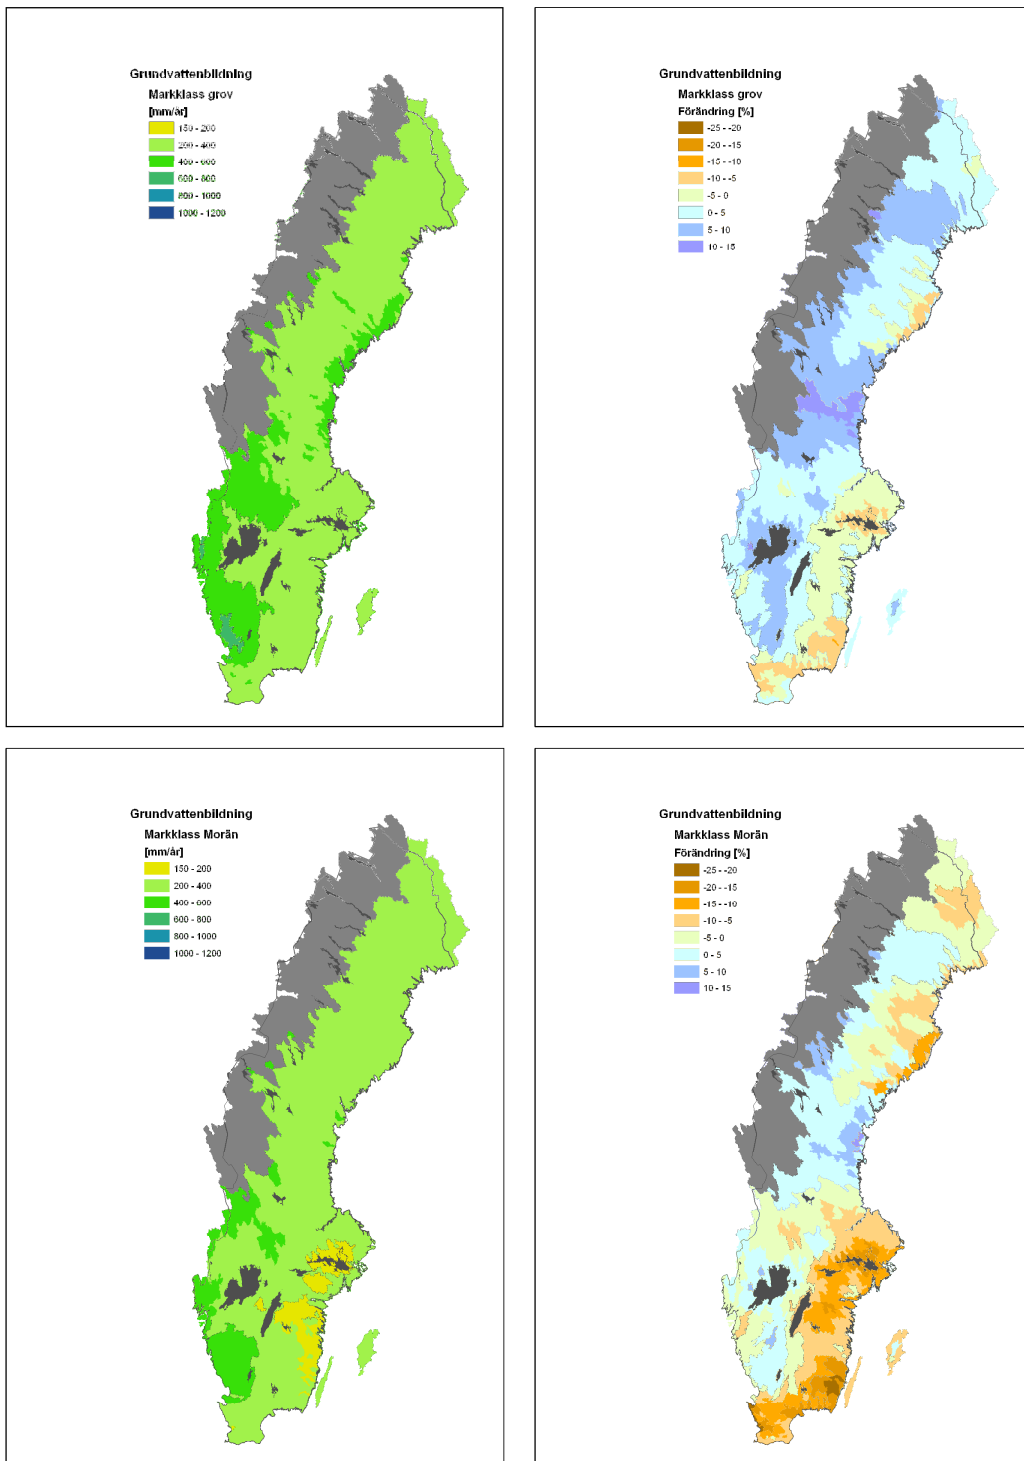 Grundvattenbildning
Markklass grov
[mm/år]
150 - 200
200 - 400
400 - 600
600 - 800
800 - 1000
1000 - 1200
Grundvattenbildning
Markklass grov
Förändring [%]
-25 - -20
-20 - -15
-15 - -10
-10 - -5
-5 - 0
0 - 5
5 - 10
10 - 15
Grundvattenbildning
Markklass Morän
[mm/år]
150 - 200
200 - 400
400 - 600
600 - 800
800 - 1000
1000 - 1200
Grundvattenbildning
Markklass Morän
Förändring [%]
-25 - -20
-20 - -15
-15 - -10
-10 - -5
-5 - 0
0 - 5
5 - 10
10 - 15